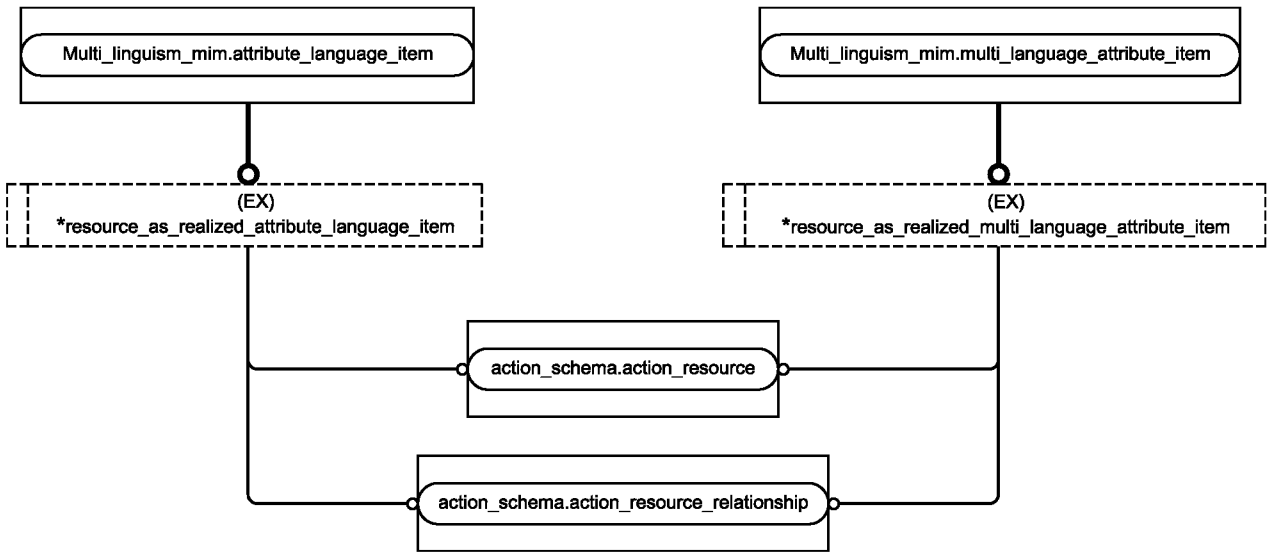 Multi_linguism_mim.attribute_language_item
Multi_linguism_mim.multi_language_attribute_item
(EX)
*resource_as_realized_attribute_language_item
(EX)
*resource_as_realized_multi_language_attribute_item
action_schema.action_resource
action_schema.action_resource_relationship